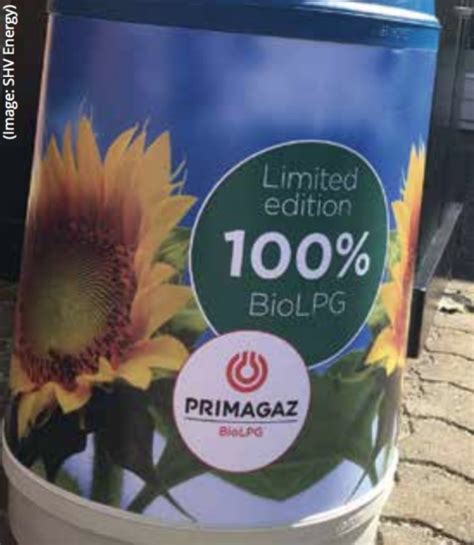 (Image: SHV Energy)
Limited
edition
100%
BioLPG
PRIMAGAZ
BioLPG